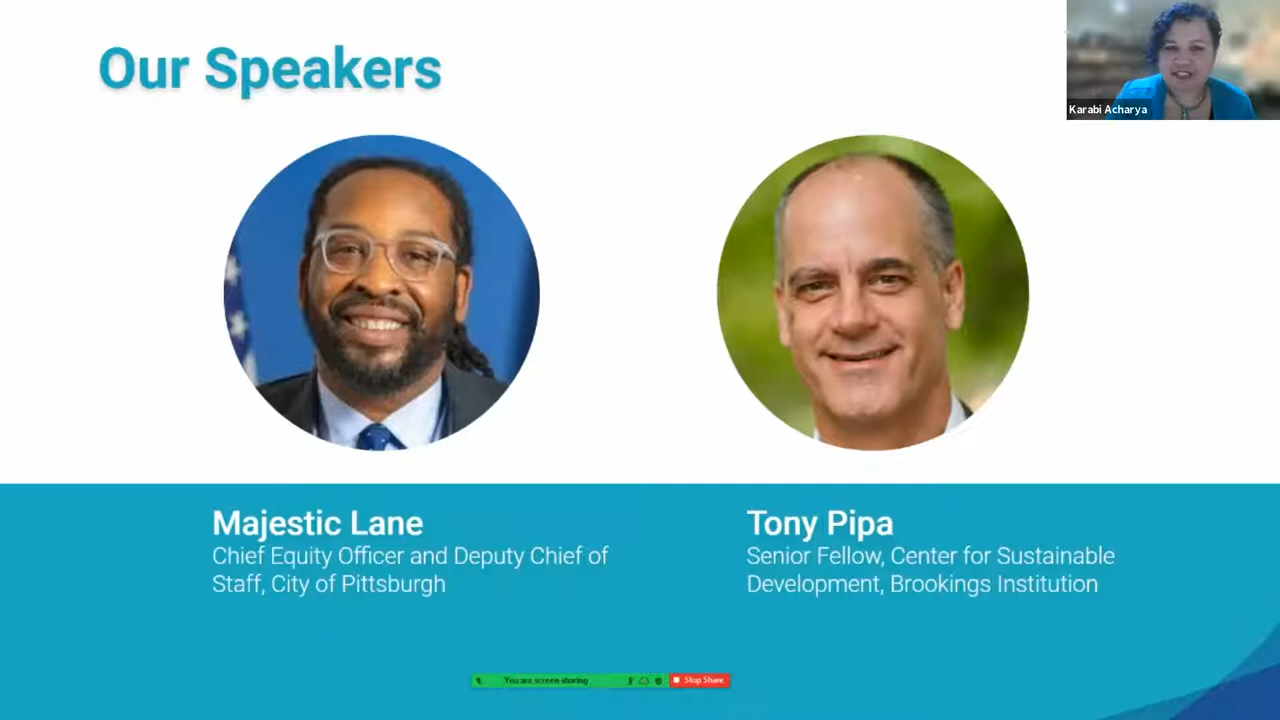 Our Speakers
Karabi Acharya
Majestic Lane
Chief Equity Officer and Deputy Chief of
Staff, City of Pittsburgh
Tony Pipa
Senior Fellow, Center for Sustainable
Development, Brookings Institution
You are screen sharing
Stop Share